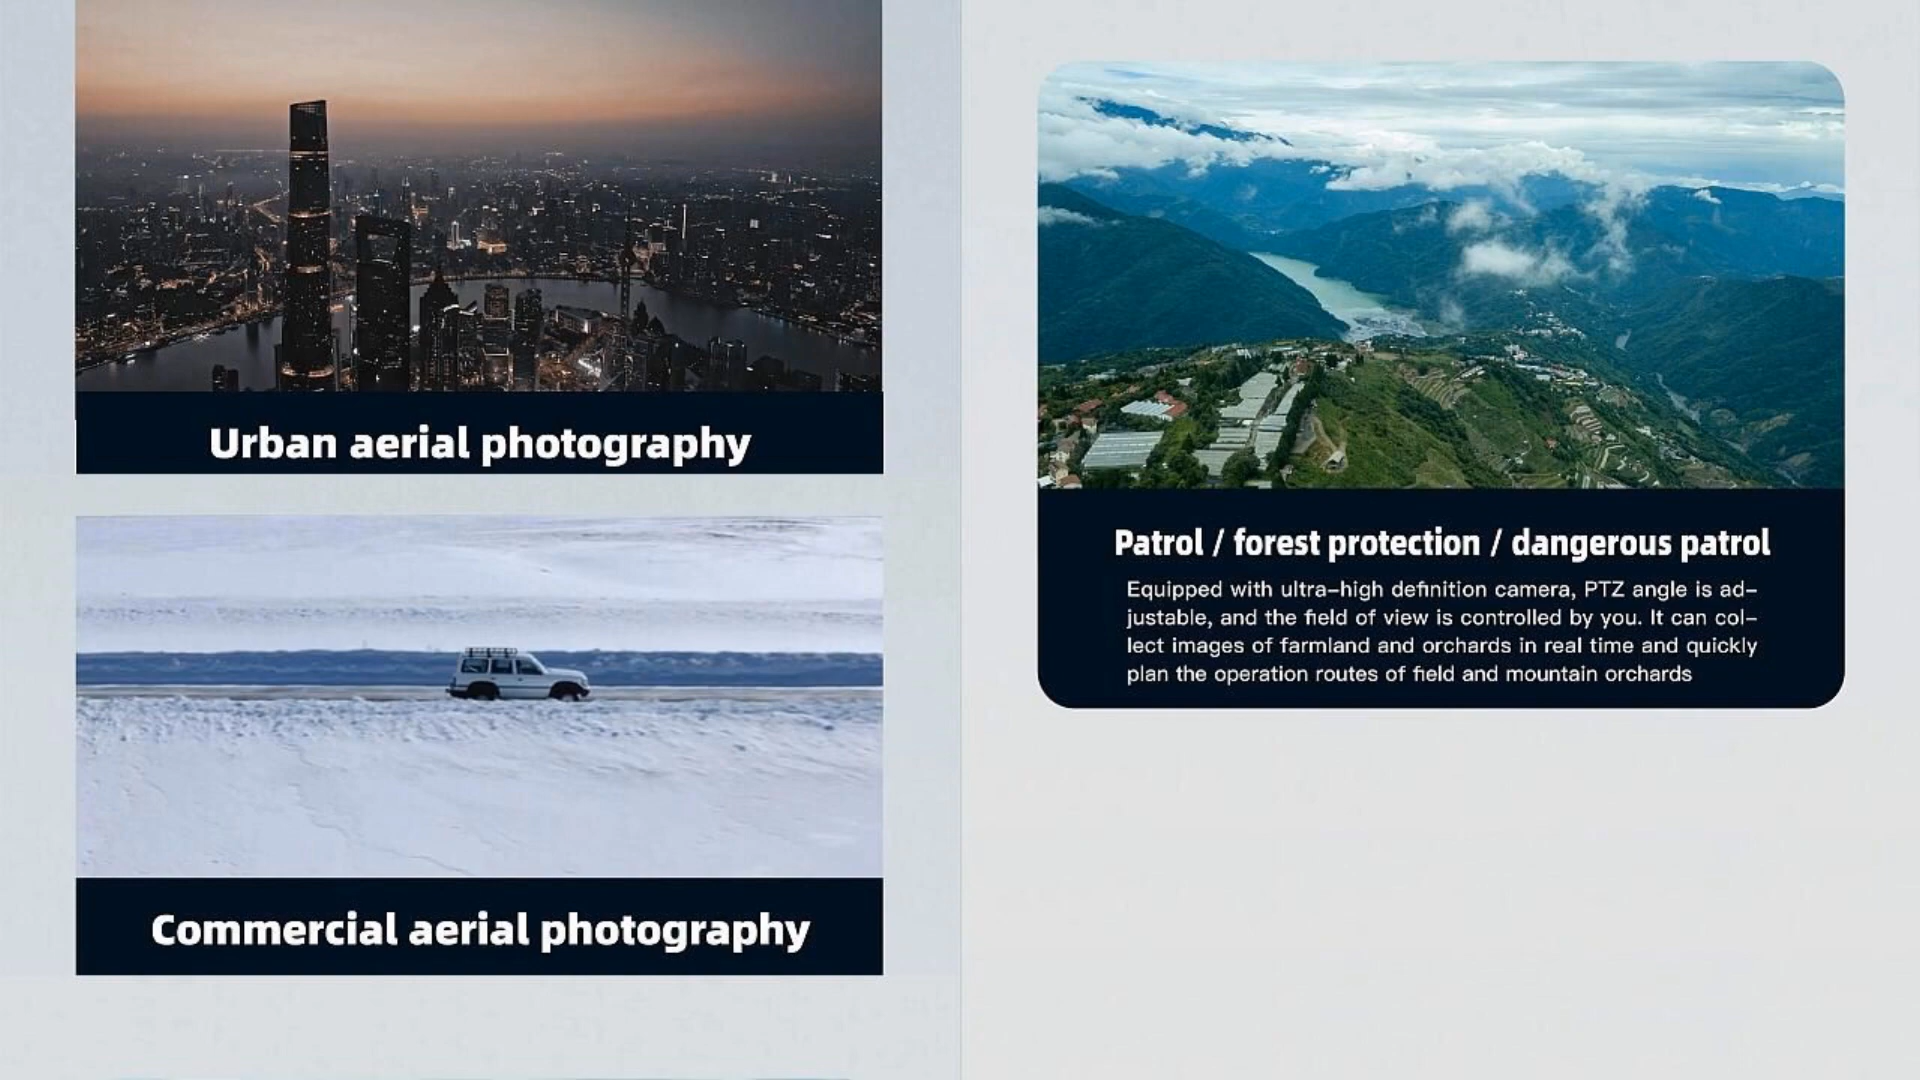 Urban aerial photography
Commercial aerial photography
Patrol / forest protection / dangerous patrol
Equipped with ultra-high definition camera, PTZ angle is ad-
justable, and the field of view is controlled by you. It can col-
lect images of farmland and orchards in real time and quickly
plan the operation routes of field and mountain orchards